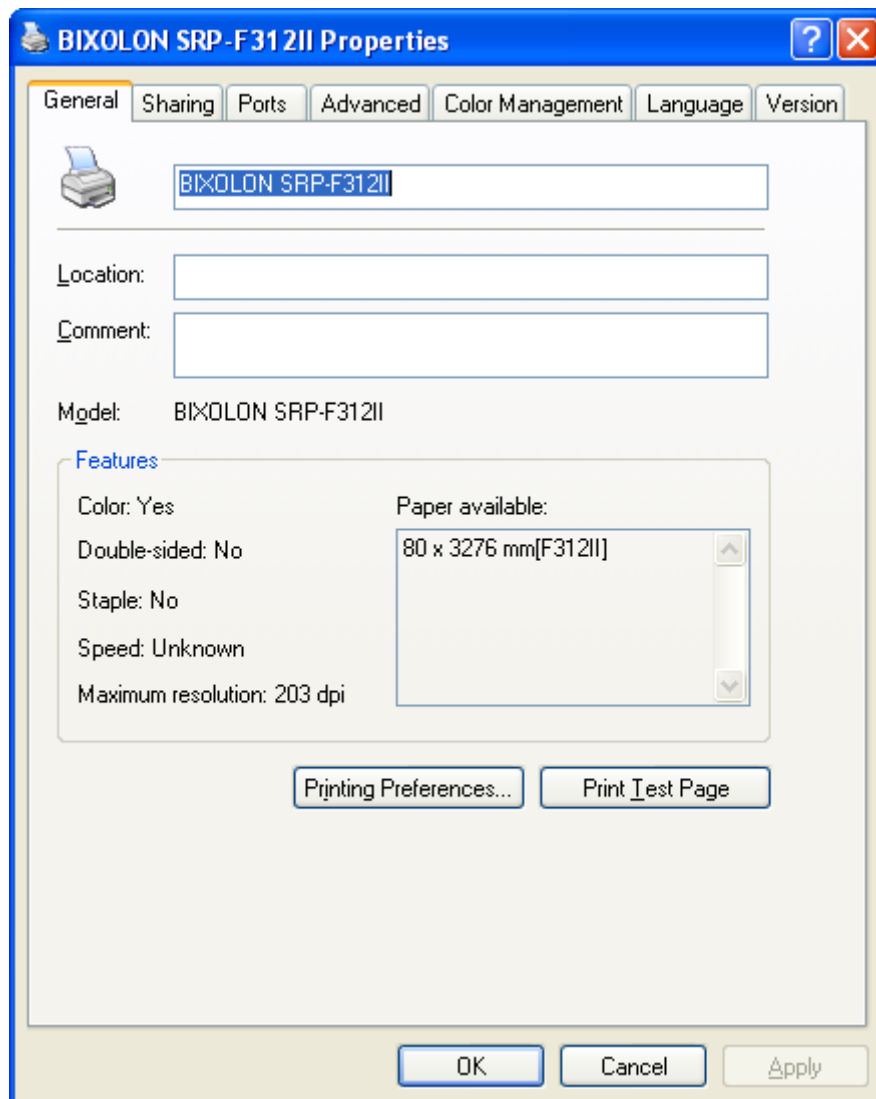 BIXOLON SRP-F312II Properties
General Sharing Ports Advanced Color Management Language Version
BIXOLON SRP-F312II
Location:
Comment:
Model: BIXOLON SRP-F312II
Features
Color: Yes
Paper available:
Double-sided: No
80 x 3276 mm[F312II]
Staple: No
Speed: Unknown
Maximum resolution: 203 dpi
Printing Preferences... Print Test Page
OK Cancel Apply